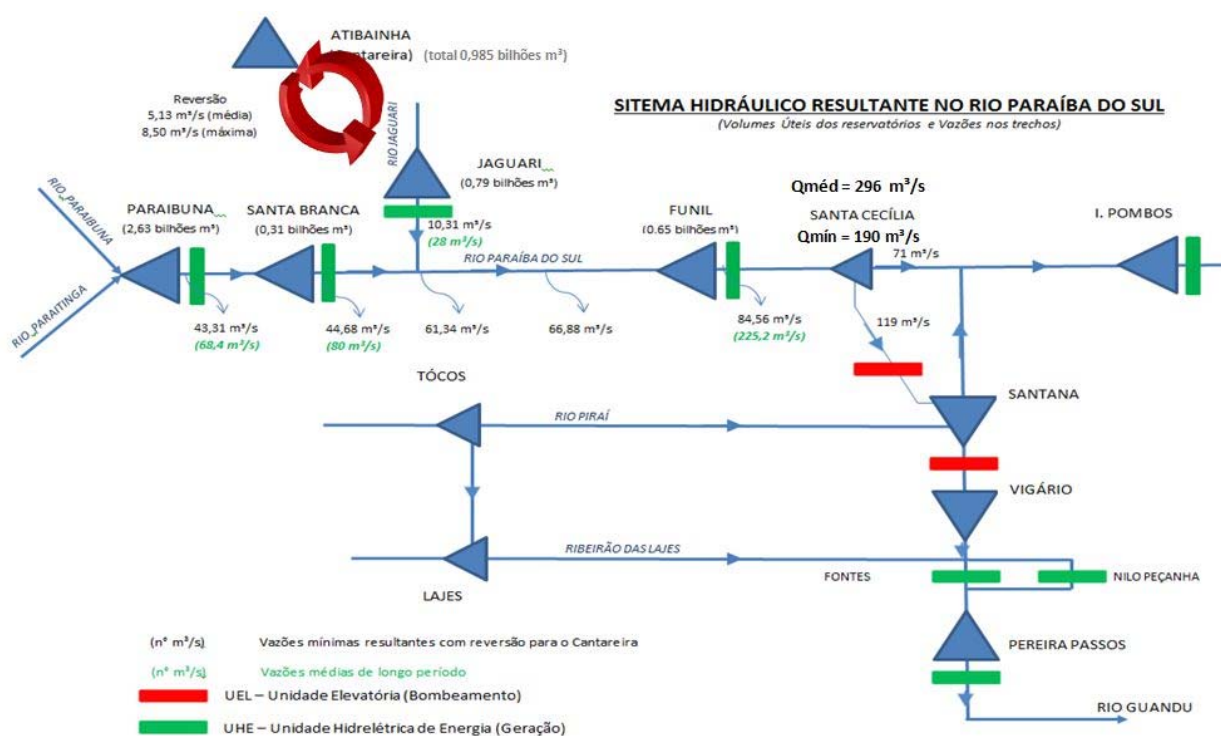 ATIBAINHA
(total 0,985 bilhões m³)
Reversão
5,13 m³/s (média)
8,50 m³/s (máxima)
SITEMA HIDRÁULICO RESULTANTE NO RIO PARAÍBA DO SUL
(Volumes Úteis dos reservatórios e Vazões nos trechos)
RIO JAGUARI
JAGUARI
(0,79 bilhões m³)
10,31 m³/s
(28 m³/s)
RIO_PARAIBUNA
RIO_PARAITINGA
PARAIBUNA
(2,63 bilhões m³)
SANTA BRANCA
(0,31 bilhões m³)
RIO PARAÍBA DO SUL
FUNIL
(0.65 bilhões m³)
Qméd = 296 m³/s
SANTA CECÍLIA
Qmín = 190 m³/s
71 m³/s
I. POMBOS
43,31 m³/s
(68,4 m³/s)
44,68 m³/s
(80 m³/s)
61,34 m³/s
66,88 m³/s
84,56 m³/s
(225,2 m³/s)
119 m³/s
TÓCOS
RIO PIRAÍ
SANTANA
VIGÁRIO
RIBEIRÃO DAS LAJES
LAJES
FONTES
NILO PEÇANHA
PEREIRA PASSOS
RIO GUANDU
(n° m³/s) Vazões mínimas resultantes com reversão para o Cantareira
(n° m³/s) Vazões médias de longo período
UEL – Unidade Elevatória (Bombeamento)
UHE – Unidade Hidrelétrica de Energia (Geração)